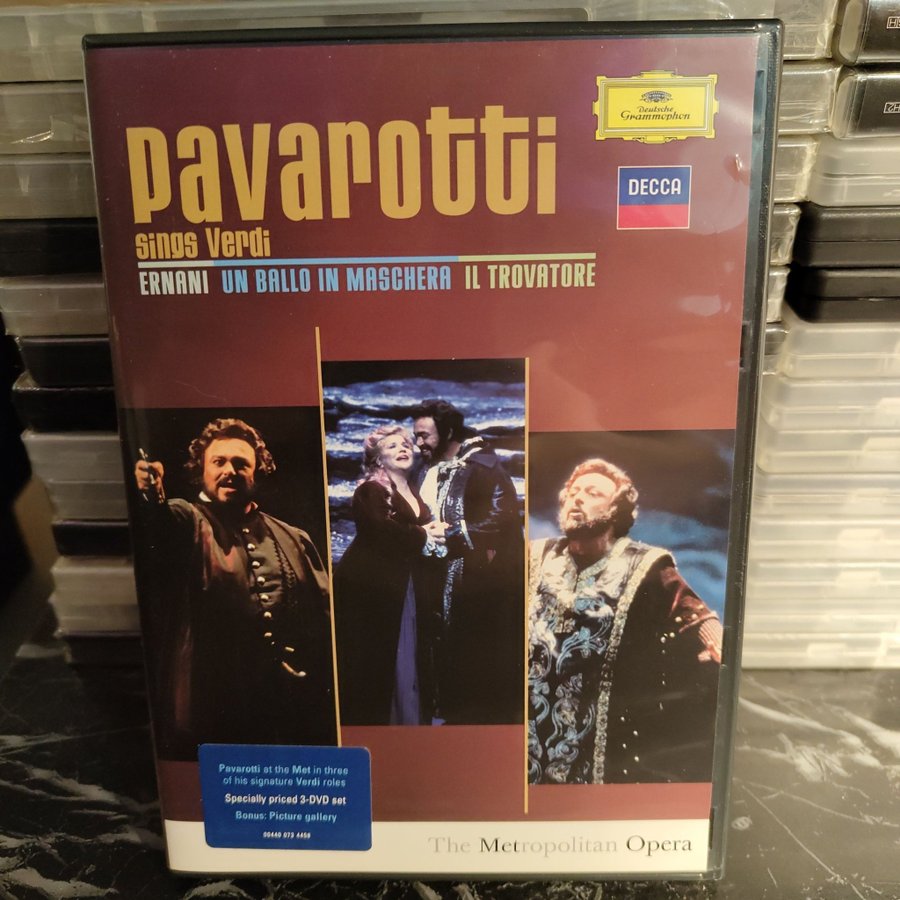 Pavarotti
sings Verdi
ERNANI UN BALLO IN MASCHERA IL TROVATORE
Deutsche
Grammophon
DECCA
Pavarotti at the Met in three
of his signature Verdi roles
Specially priced 3-DVD set
Bonus: Picture gallery
The Metropolitan Opera